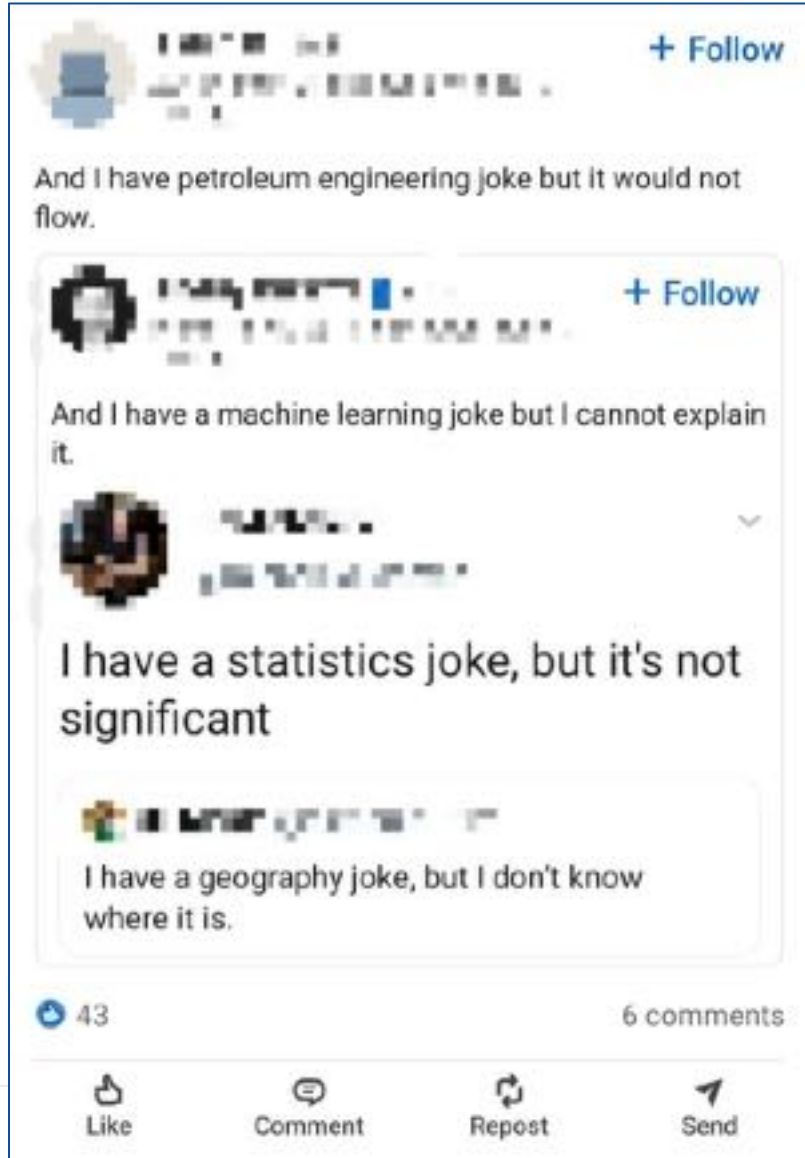 + Follow
And I have petroleum engineering joke but it would not
flow.
+ Follow
And I have a machine learning joke but I cannot explain
it.
I have a statistics joke, but it's not
significant
I have a geography joke, but I don't know
where it is.
43
6 comments
Like
Comment
Repost
Send